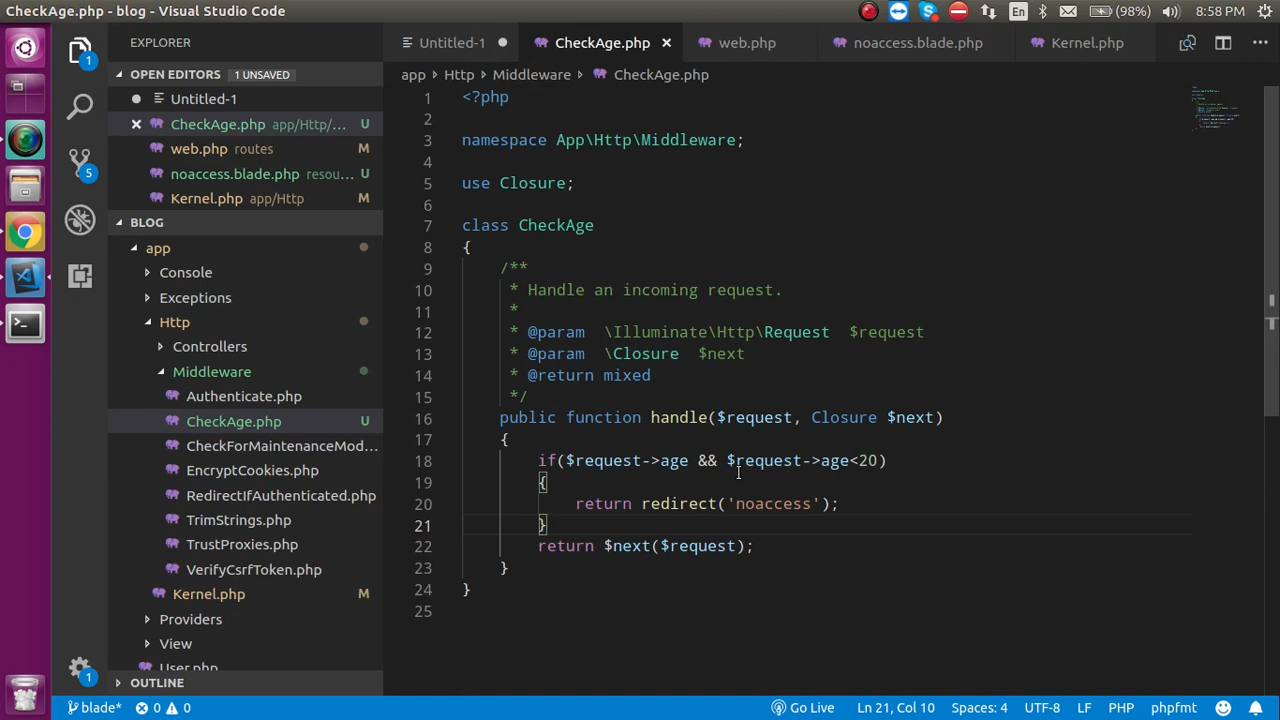 CheckAge.php - blog - Visual Studio Code
En
(98%)
8:58 PM
EXPLORER
Untitled-1
CheckAge.php
web.php
noaccess.blade.php
Kernel.php
OPEN EDITORS 1 UNSAVED
app
Http
Middleware
CheckAge.php
1
Untitled-1
CheckAge.php app/Http/... U
web.php routes M
noaccess.blade.php resou... U
Kernel.php app/Http M
5
BLOG
app
Console
Exceptions
Http
Controllers
Middleware
Authenticate.php
CheckAge.php U
CheckForMaintenanceMod...
EncryptCookies.php
RedirectIfAuthenticated.php
TrimStrings.php
TrustProxies.php
VerifyCsrfToken.php
Kernel.php M
Providers
View
User.php
OUTLINE
1
1 <?php
2
3 namespace App\Http\Middleware;
4
5 use Closure;
6
7 class CheckAge
8 {
9 /**
10 * Handle an incoming request.
11 *
12 * @param \Illuminate\Http\Request $request
13 * @param \Closure $next
14 * @return mixed
15 */
16 public function handle($request, Closure $next)
17 {
18 if($request->age && $request->age<20)
19 {
20 return redirect('noaccess');
21 }
22 return $next($request);
23 }
24 }
25
blade*
0
0
Go Live
Ln 21, Col 10
Spaces: 4
UTF-8
LF
PHP
phpfmt